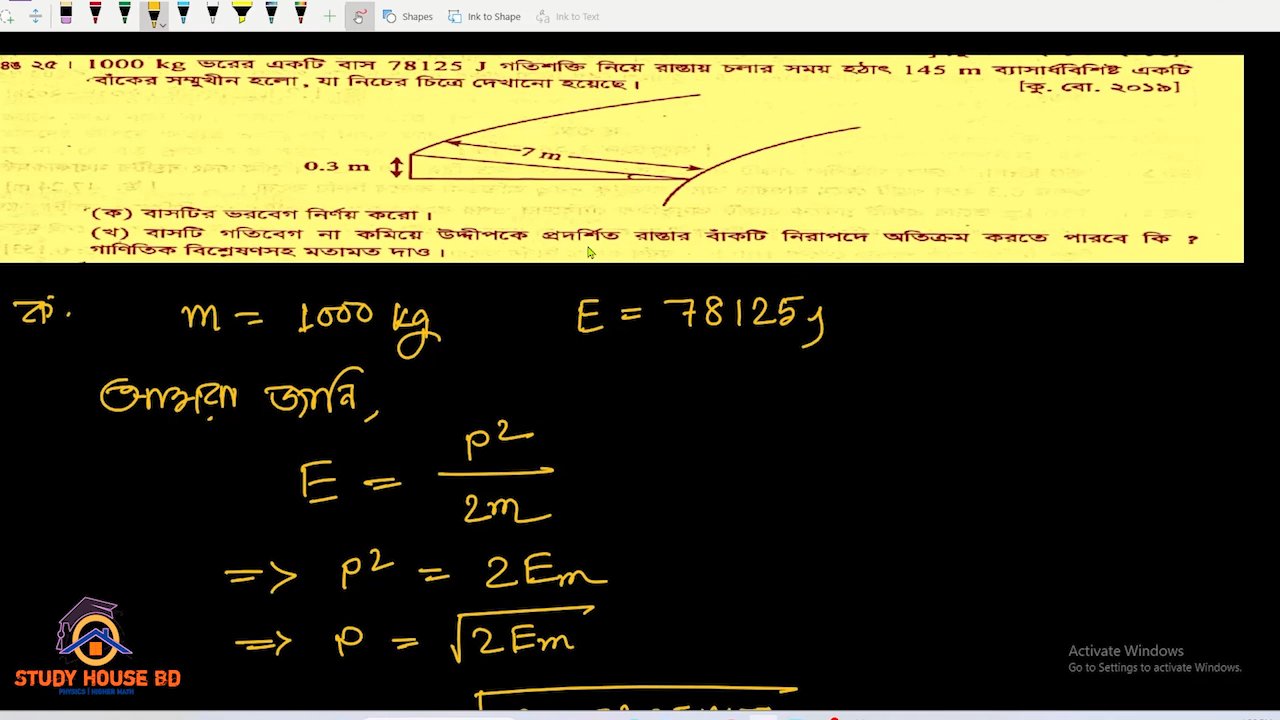 Shapes
Ink to Shape
Ink to Text
২৫। 1000 kg ভরের একটি বাস 78125 J গতিশক্তি নিয়ে রাস্তায় চলার সময় হঠাৎ 145 m ব্যাসার্ধবিশিষ্ট একটি
বাঁকের সম্মুখীন হলো, যা নিচের চিত্রে দেখানো হয়েছে।
[কু. বো. ২০১৯]
7 m
0.3 m
(ক) বাসটির ভরবেগ নির্ণয় করো।
(খ) বাসটি গতিবেগ না কমিয়ে উদ্দীপকে প্রদর্শিত রাস্তার বাঁকটি নিরাপদে অতিক্রম করতে পারবে কি ?
গাণিতিক বিশ্লেষণসহ মতামত দাও।
ক. m = 1000 kg E = 78125 J
আমরা জানি,
E = p²/2m
=> p² = 2Em
=> p = √2Em
STUDY HOUSE BD
PHYSICS | HIGHER MATH
Activate Windows
Go to Settings to activate Windows.